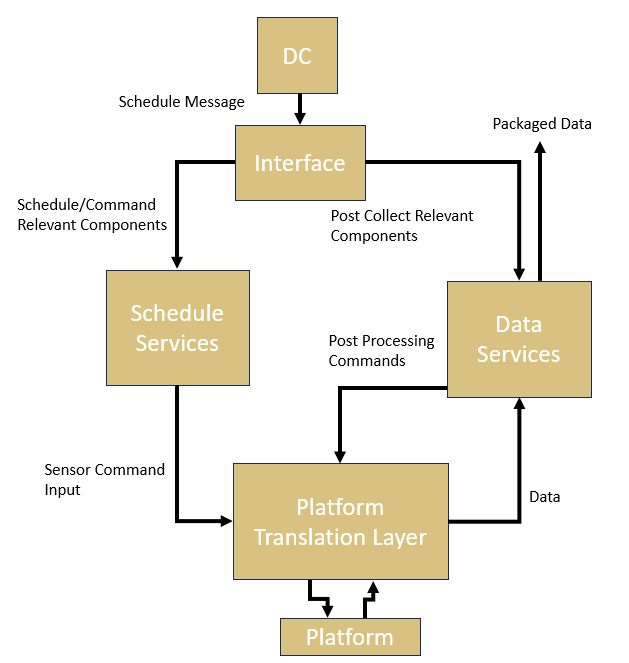 DC
Schedule Message
Packaged Data
Interface
Schedule/Command
Relevant Components
Post Collect Relevant
Components
Schedule
Services
Data
Services
Post Processing
Commands
Sensor Command
Input
Platform
Translation Layer
Data
Platform